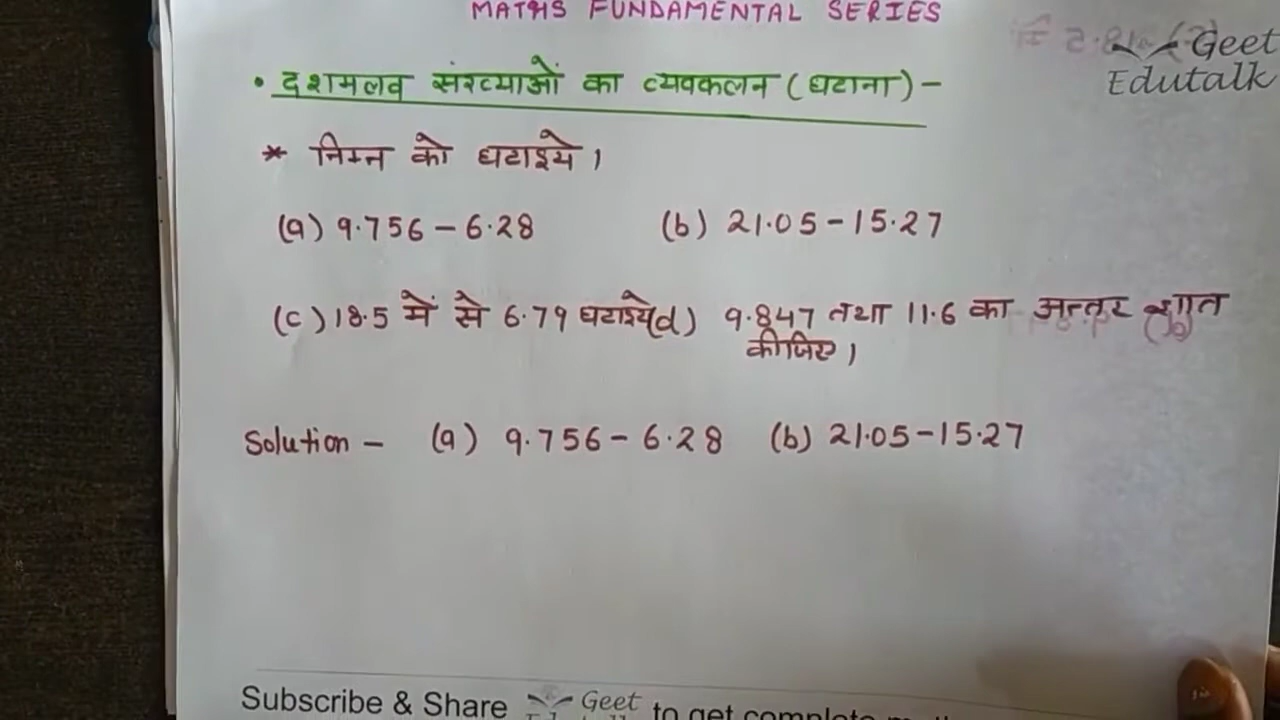 MATHS FUNDAMENTAL SERIES
Geet
Edutalk
• दशमलव संख्याओं का व्यवकलन (घटाना) -
* निम्न को घटाइये।
(a) 9.756 - 6.28 (b) 21.05 - 15.27
(c) 18.5 में से 6.79 घटाइये (d) 9.847 तथा 11.6 का अन्तर ज्ञात
कीजिए।
Solution - (a) 9.756 - 6.28 (b) 21.05 - 15.27
Subscribe & Share Geet to get complete